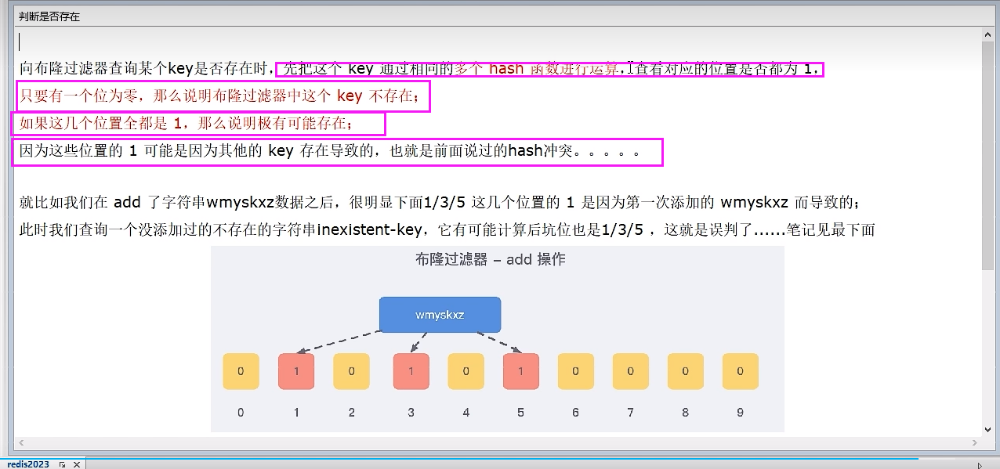 判断是否存在
向布隆过滤器查询某个key是否存在时，先把这个 key 通过相同的多个 hash 函数进行运算，查看对应的位置是否都为 1，
只要有一个位为零，那么说明布隆过滤器中这个 key 不存在；
如果这几个位置全都是 1，那么说明极有可能存在；
因为这些位置的 1 可能是因为其他的 key 存在导致的，也就是前面说过的hash冲突。。。。。
就比如我们在 add 了字符串wmyskxz数据之后，很明显下面1/3/5 这几个位置的 1 是因为第一次添加的 wmyskxz 而导致的；
此时我们查询一个没添加过的不存在的字符串inexistent-key，它有可能计算后坑位也是1/3/5 ，这就是误判了......笔记见最下面
布隆过滤器 – add 操作
wmyskxz
0 1 0 1 0 1 0 0 0 0
0 1 2 3 4 5 6 7 8 9
redis2023